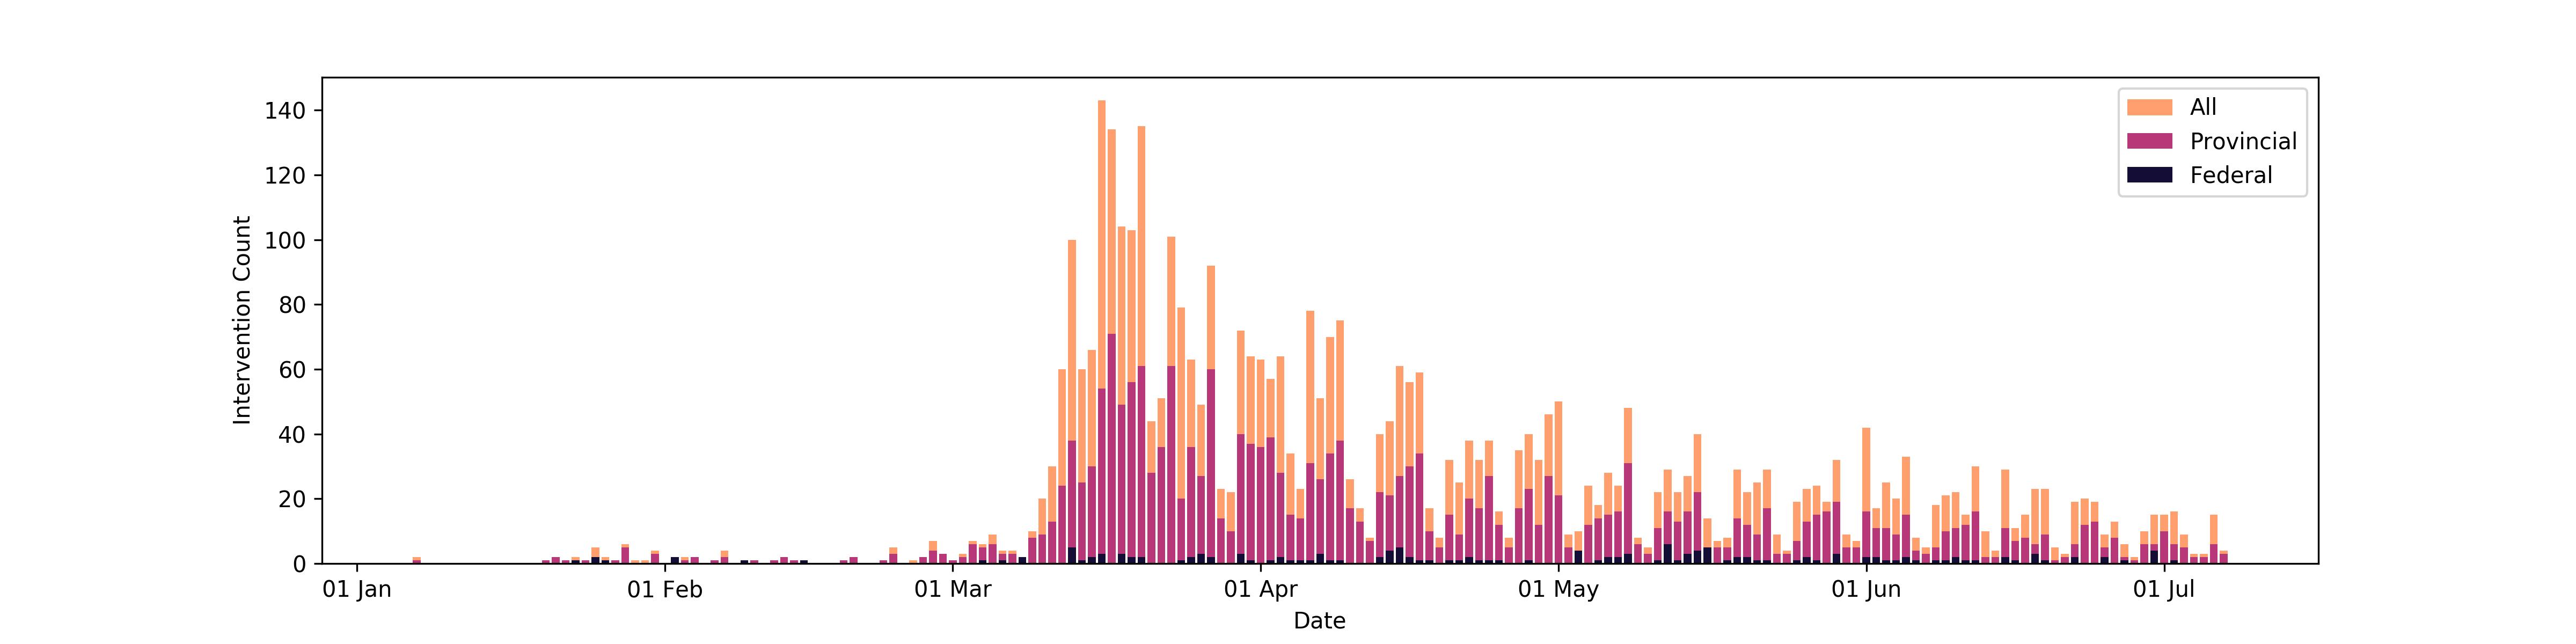 All
Provincial
Federal
Intervention Count
140
120
100
80
60
40
20
0
01 Jan
01 Feb
01 Mar
01 Apr
01 May
01 Jun
01 Jul
Date